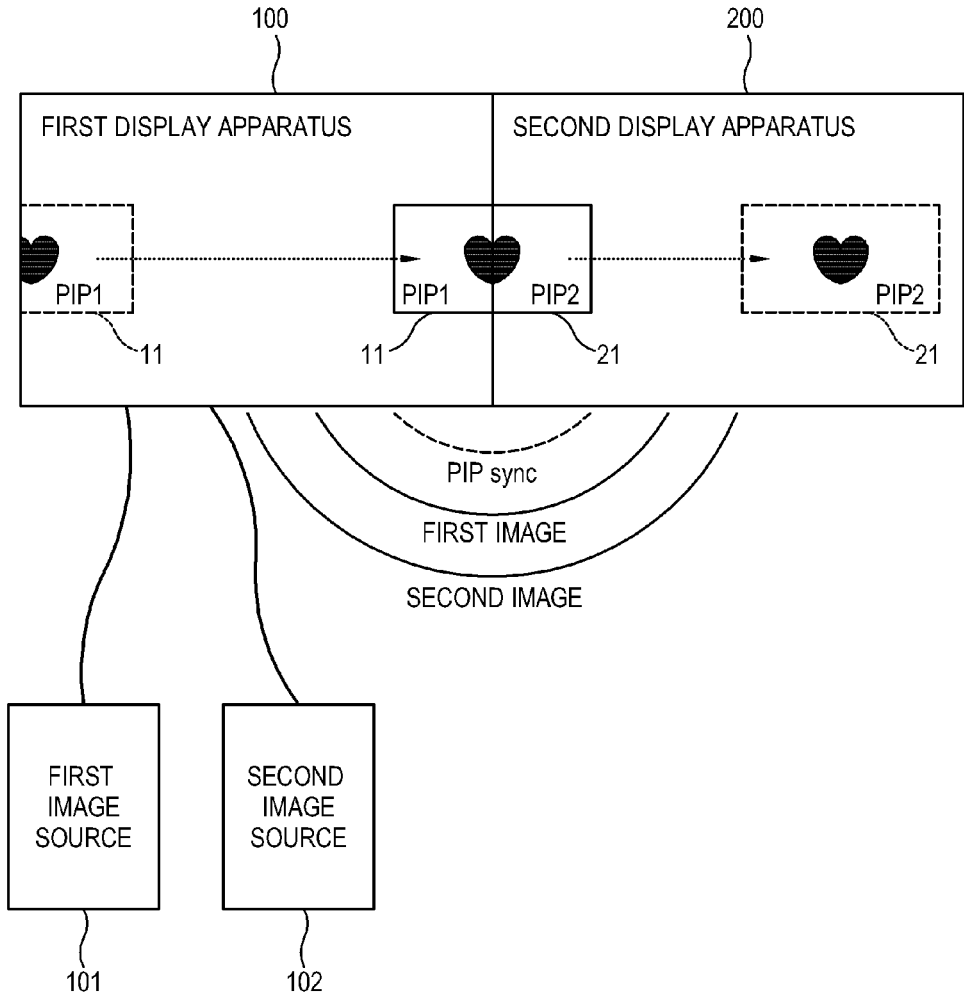 100
200
FIRST DISPLAY APPARATUS
SECOND DISPLAY APPARATUS
PIP1
PIP1
PIP2
PIP2
11
11
21
21
PIP sync
FIRST IMAGE
SECOND IMAGE
FIRST
IMAGE
SOURCE
SECOND
IMAGE
SOURCE
101
102